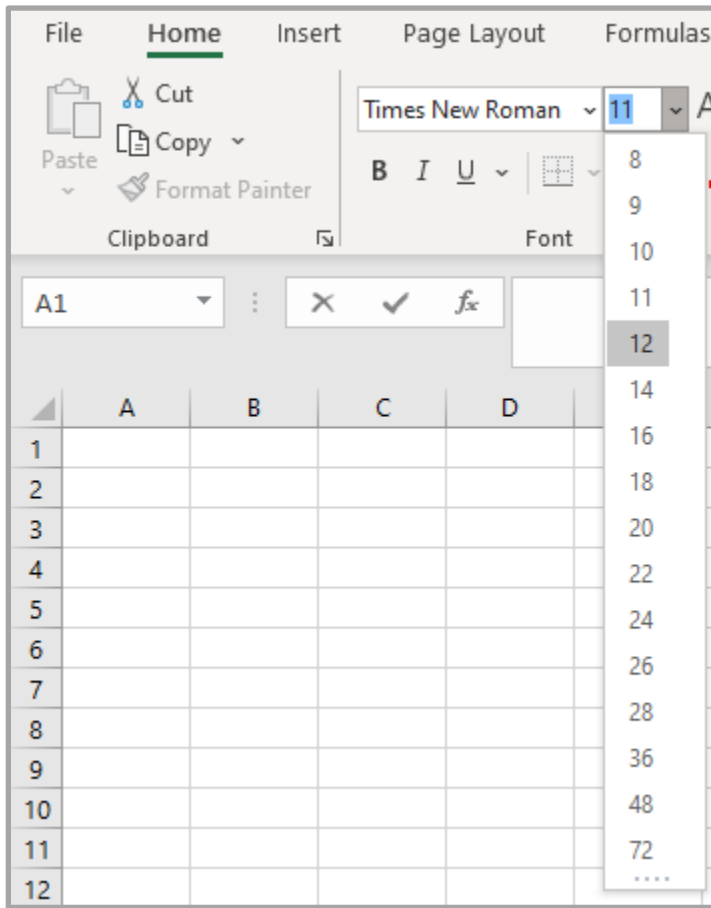 File Home Insert Page Layout Formulas
Cut
Copy
Paste
Format Painter
Clipboard
Times New Roman 11 A
B I U
Font
8
9
10
11
12
14
16
18
20
22
24
26
28
36
48
72
A1 fx
A B C D
1
2
3
4
5
6
7
8
9
10
11
12